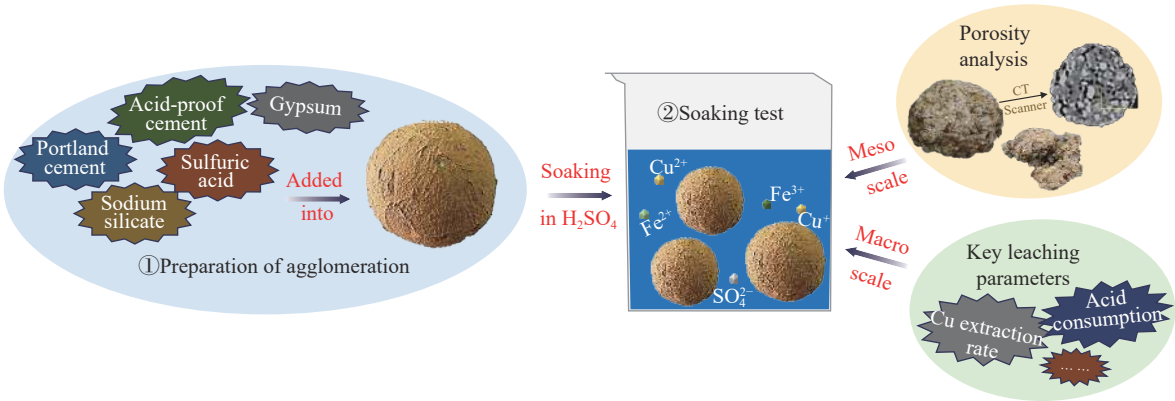 Acid-proof
cement
Gypsum
Portland
cement
Sulfuric
acid
Sodium
silicate
Added
into
①Preparation of agglomeration
Soaking
in H₂SO₄
②Soaking test
Cu²⁺
Fe²⁺
Fe³⁺
Cu⁺
SO₄²⁻
Meso
scale
Macro
scale
Porosity
analysis
CT
Scanner
Key leaching
parameters
Cu extraction
rate
Acid
consumption
... ...